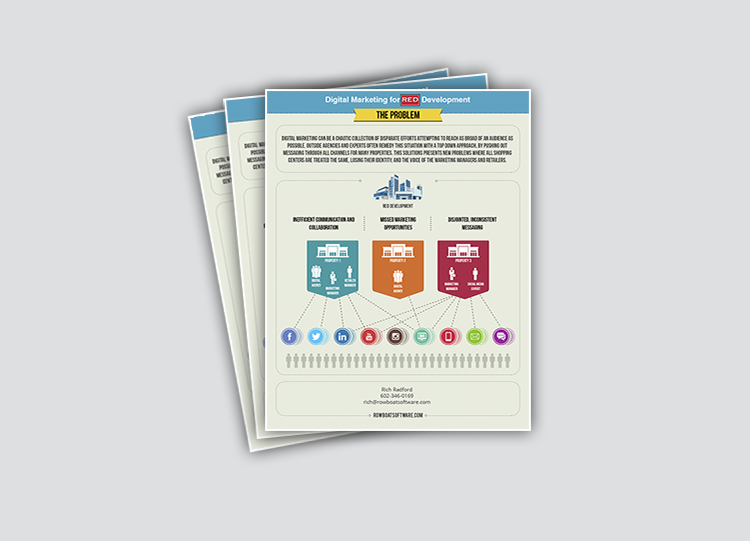 Digital Marketing for RED Development
THE PROBLEM
DIGITAL MARKETING CAN BE A CHAOTIC COLLECTION OF DISPARATE EFFORTS ATTEMPTING TO REACH AS BROAD OF AN AUDIENCE AS
POSSIBLE. OUTSIDE AGENCIES AND EXPERTS OFTEN REMEDY THIS SITUATION WITH A TOP DOWN APPROACH, BY PUSHING OUT
MESSAGING THROUGH ALL CHANNELS FOR MANY PROPERTIES. THIS SOLUTIONS PRESENTS NEW PROBLEMS WHERE ALL SHOPPING
CENTERS ARE TREATED THE SAME, LOSING THEIR IDENTITY, AND THE VOICE OF THE MARKETING MANAGERS AND RETAILERS.
RED DEVELOPMENT
INEFFICIENT COMMUNICATION AND
COLLABORATION
MISSED MARKETING
OPPORTUNITIES
DISJOINTED, INCONSISTENT
MESSAGING
PROPERTY 1
DIGITAL
AGENCY
MARKETING
MANAGER
RETAILER
MANAGER
PROPERTY 2
DIGITAL
AGENCY
PROPERTY 3
MARKETING
MANAGER
SOCIAL MEDIA
EXPERT
Rich Radford
602-346-0169
rich@rowboatsoftware.com
ROWBOATSOFTWARE.COM